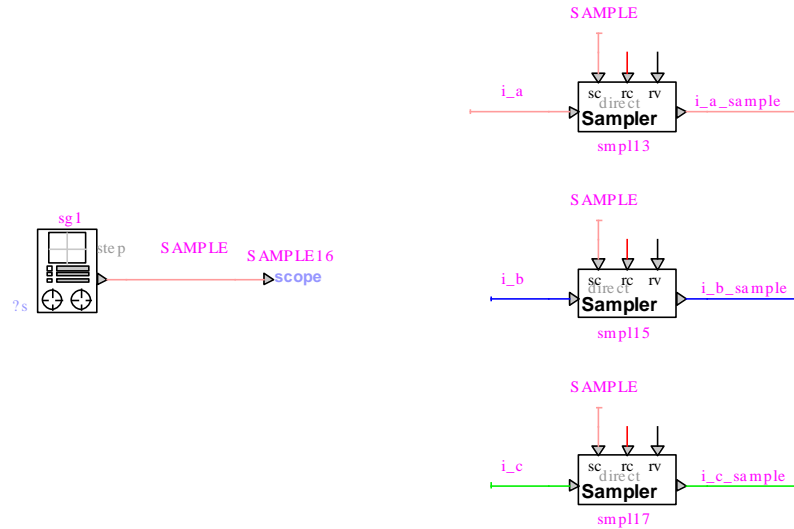 SAMPLE
i_a
sc rc rv
direct
Sampler
i_a_sample
smpl13
sg1
step
SAMPLE
SAMPLE16
scope
?s
SAMPLE
i_b
sc rc rv
direct
Sampler
i_b_sample
smpl15
SAMPLE
i_c
sc rc rv
direct
Sampler
i_c_sample
smpl17